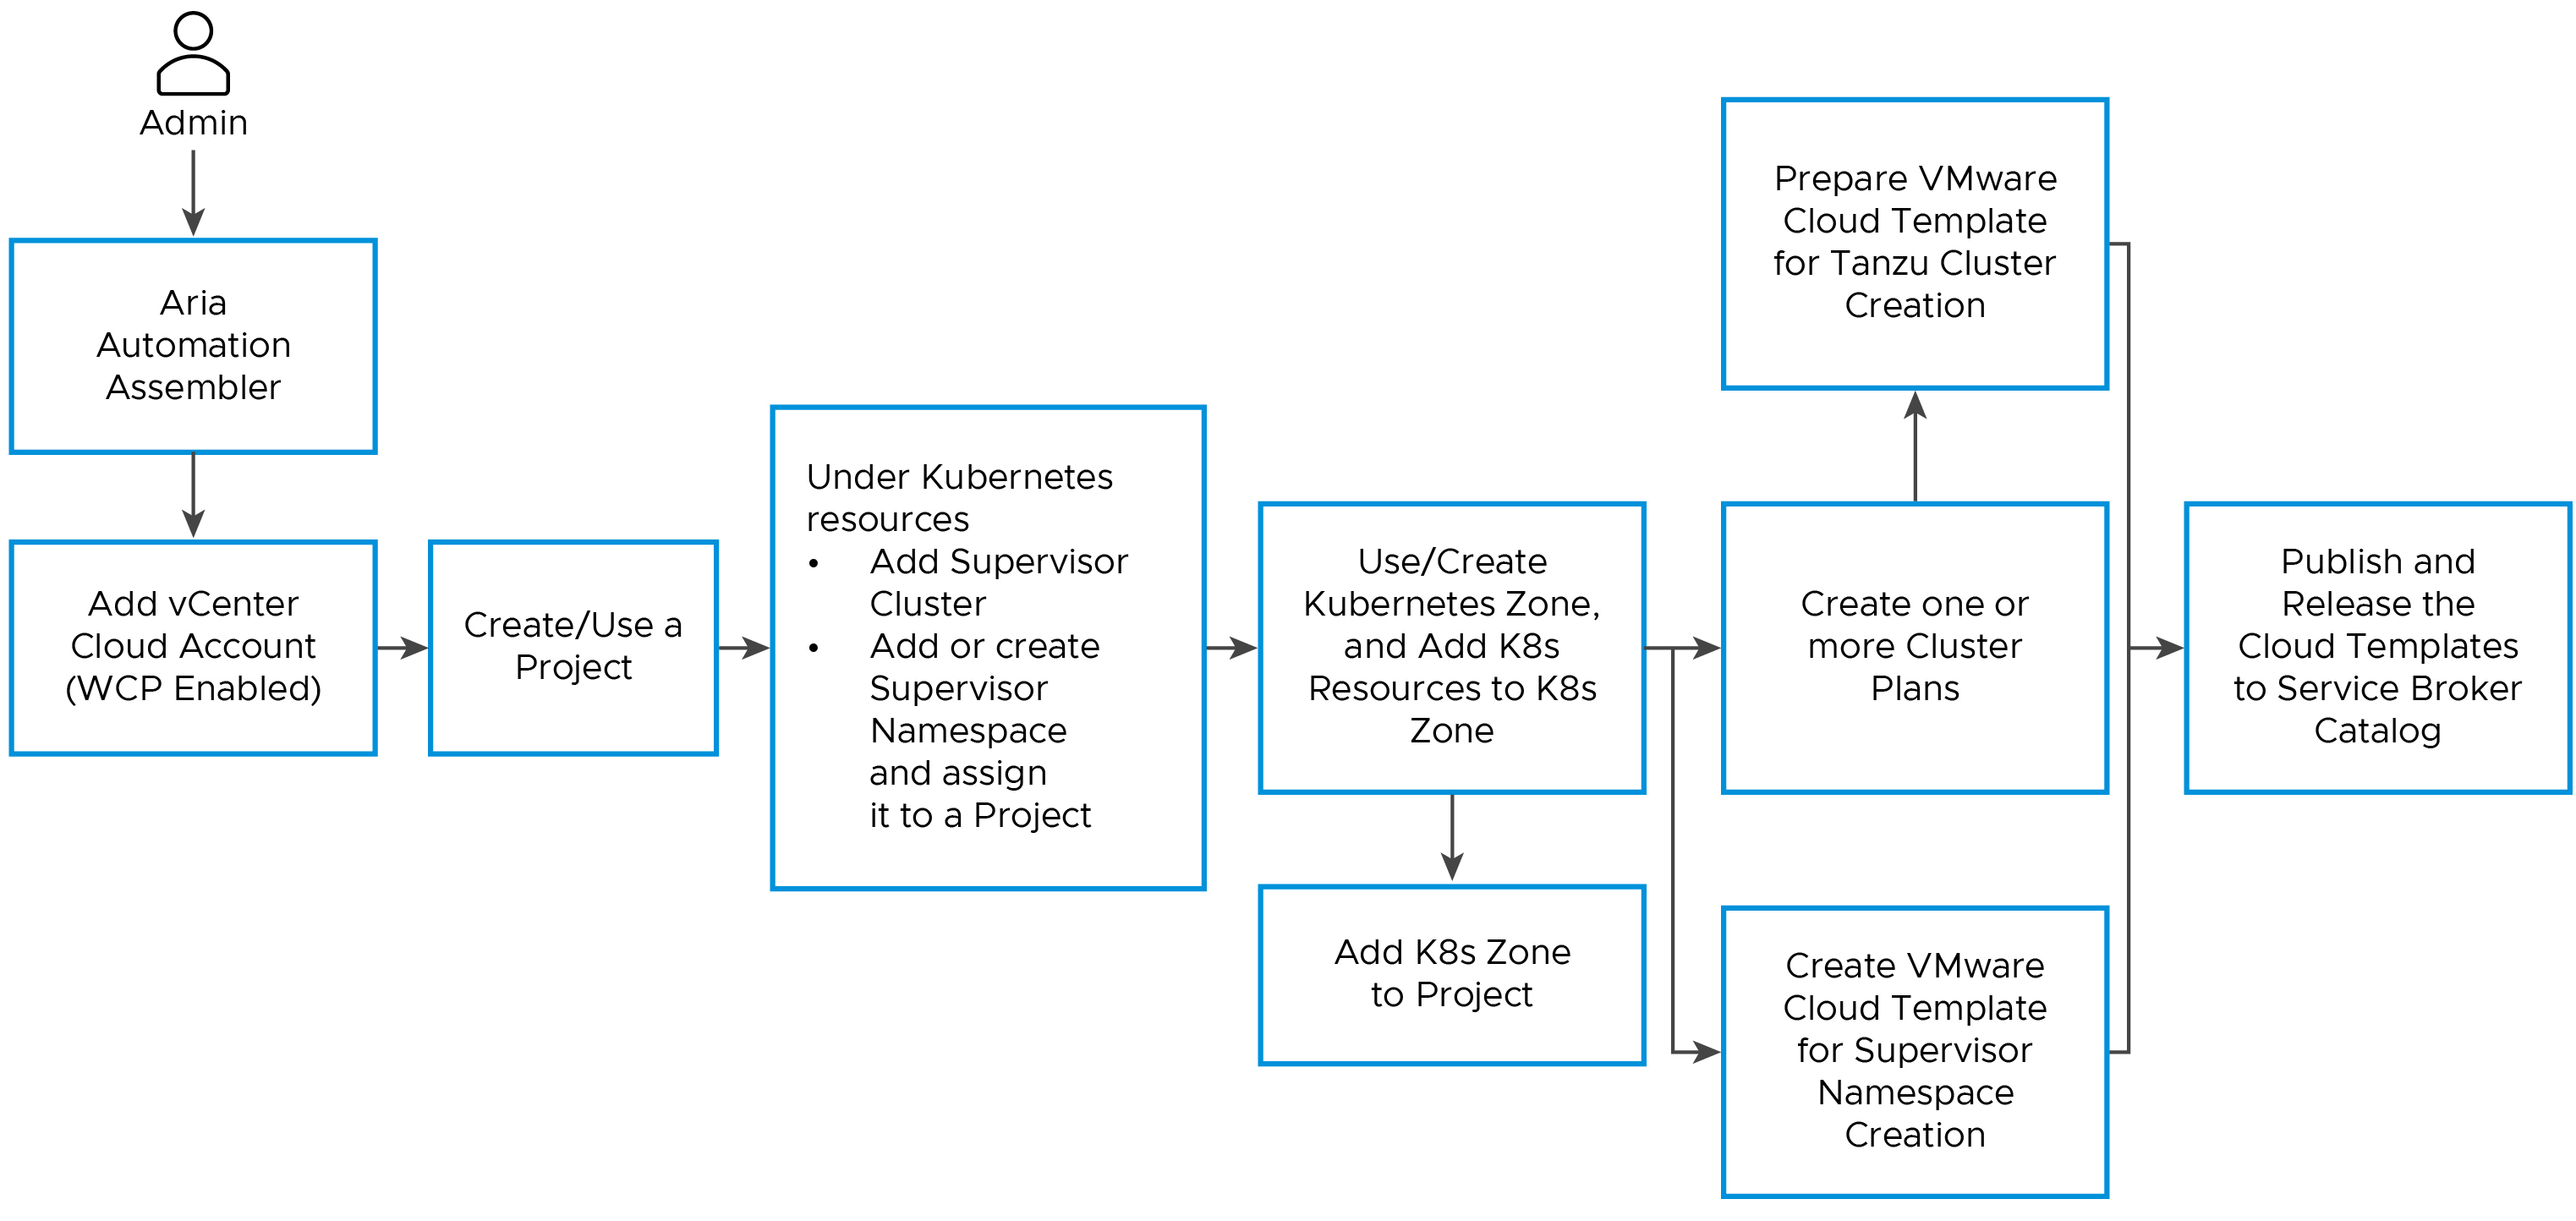 Admin
Aria
Automation
Assembler
Add vCenter
Cloud Account
(WCP Enabled)
Create/Use a
Project
Under Kubernetes
resources
• Add Supervisor
Cluster
• Add or create
Supervisor
Namespace
and assign
it to a Project
Use/Create
Kubernetes Zone,
and Add K8s
Resources to K8s
Zone
Add K8s Zone
to Project
Prepare VMware
Cloud Template
for Tanzu Cluster
Creation
Create one or
more Cluster
Plans
Create VMware
Cloud Template
for Supervisor
Namespace
Creation
Publish and
Release the
Cloud Templates
to Service Broker
Catalog